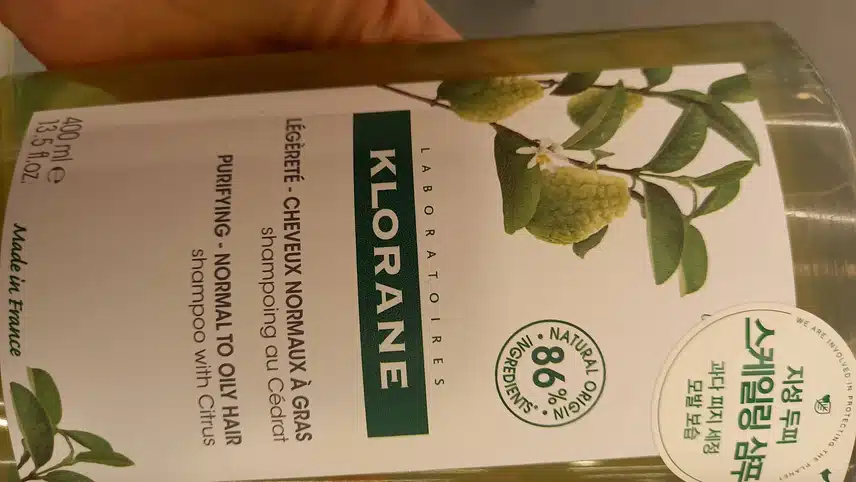 LABORATOIRES
KLORANE
LÉGÈRETÉ - CHEVEUX NORMAUX À GRAS
shampoing au Cédrat
PURIFYING - NORMAL TO OILY HAIR
shampoo with Citrus
400 ml e
13.5 fl.oz.
Made in France
NATURAL ORIGIN
86%
INGREDIENTS*
WE ARE INVOLVED IN PROTECTING THE PLANET
지성 두피
스케일링 샴푸
과다 피지 세정
모발 보습